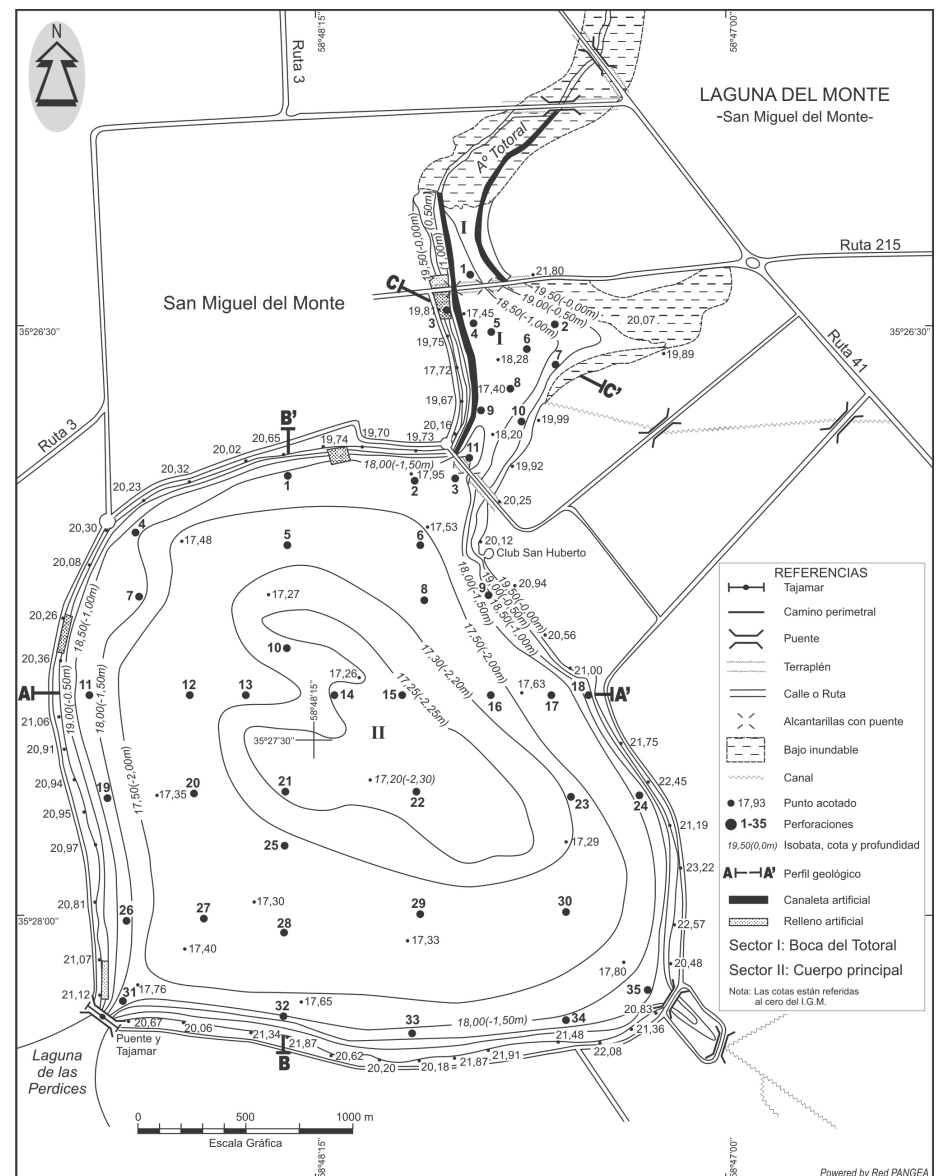 N
Ruta 3
58º48'15''
58º47'00''
LAGUNA DEL MONTE
-San Miguel del Monte-
Aº Totoral
Ruta 215
19,50(-0,00m)
(0,50m)
(1,00m)
I
1
21,80
San Miguel del Monte
C
19,50(-0,00m)
19,00(-0,50m)
18,50(-1,00m)
20,07
35º26'30''
35º26'30''
19,81
3
17,45
4
5
I
2
6
19,75
18,28
7
19,89
Ruta 41
17,72
17,40
8
C'
19,67
9
10
19,99
Ruta 3
B'
20,65
19,74
19,70
19,73
20,16
18,20
20,02
11
19,92
20,32
18,00(-1,50m)
17,95
1
2
3
20,23
20,25
20,30
4
17,48
5
17,53
6
20,12
Club San Huberto
20,08
7
17,27
8
9
19,50(-0,00m)
19,00(-0,50m)
18,50(-1,00m)
18,00(-1,50m)
20,94
20,26
18,50(-1,00m)
17,50(-2,00m)
20,56
10
17,30(-2,20m)
20,36
17,26
17,25(-2,25m)
21,00
A
11
12
13
14
15
16
17,63
17
18
A'
19,00(-0,50m)
18,00(-1,50m)
58º48'15''
21,06
II
35º27'30''
20,91
21,75
17,50(-2,00m)
20,94
19
17,35
20
21
17,20(-2,30)
22
23
24
22,45
20,95
21,19
20,97
25
17,29
23,22
20,81
26
27
17,30
28
29
30
35º28'00''
22,57
17,40
17,33
21,07
17,80
20,48
21,12
31
17,76
17,65
35
32
18,00(-1,50m)
34
20,83
20,67
20,06
33
21,36
Puente y
Tajamar
21,34
21,87
21,48
B
20,62
20,20
20,18
21,87
21,91
22,08
Laguna
de las
Perdices
0
500
1000 m
Escala Gráfica
58º48'15''
58º47'00''
REFERENCIAS
Tajamar
Camino perimetral
Puente
Terraplén
Calle o Ruta
Alcantarillas con puente
Bajo inundable
Canal
17,93 Punto acotado
1-35 Perforaciones
19,50(0,0m) Isobata, cota y profundidad
A A' Perfil geológico
Canaleta artificial
Relleno artificial
Sector I: Boca del Totoral
Sector II: Cuerpo principal
Nota: Las cotas están referidas
al cero del I.G.M.
Powered by Red PANGEA